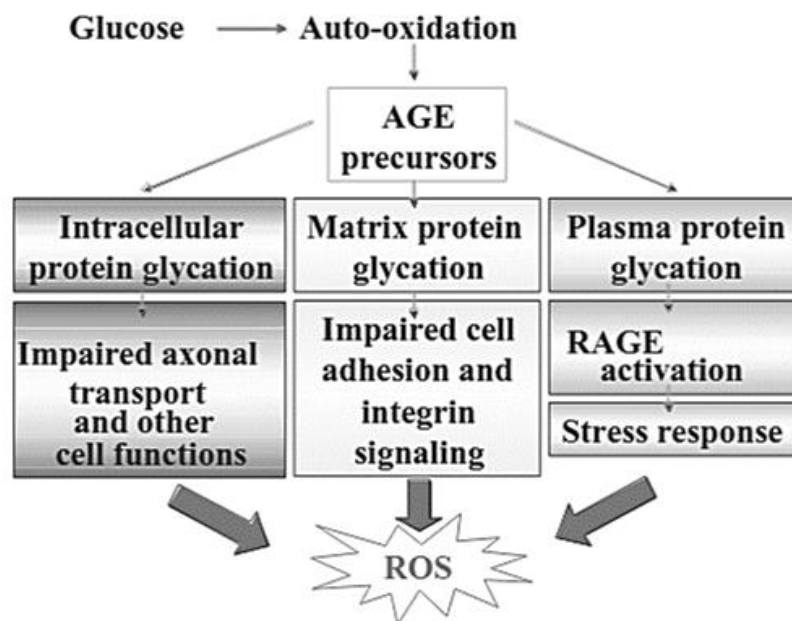 Glucose
Auto-oxidation
AGE
precursors
Intracellular
protein glycation
Matrix protein
glycation
Plasma protein
glycation
Impaired axonal
transport
and other
cell functions
Impaired cell
adhesion and
integrin
signaling
RAGE
activation
Stress response
ROS